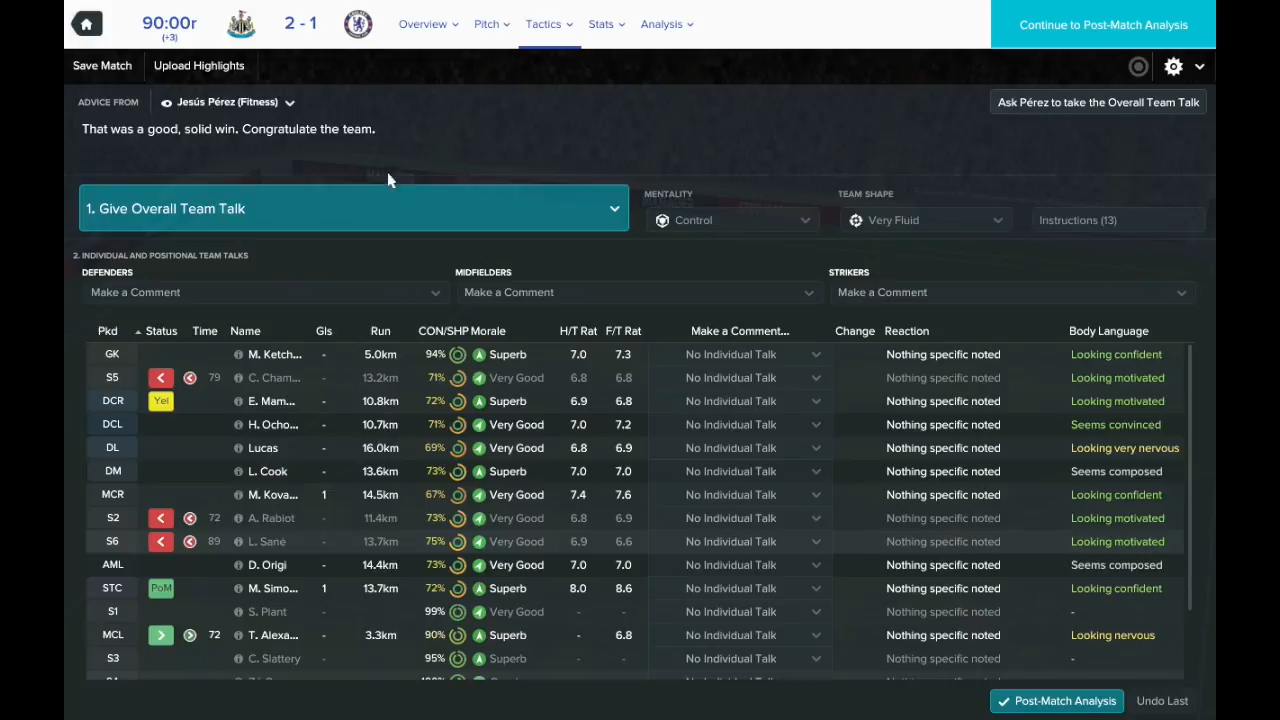 90:00r 2 - 1 Overview Pitch Tactics Stats Analysis Continue to Post-Match Analysis
(+3)
Save Match Upload Highlights
ADVICE FROM Jesús Pérez (Fitness) Ask Pérez to take the Overall Team Talk
That was a good, solid win. Congratulate the team.
MENTALITY TEAM SHAPE
1. Give Overall Team Talk Control Very Fluid Instructions (13)
2. INDIVIDUAL AND POSITIONAL TEAM TALKS
DEFENDERS MIDFIELDERS STRIKERS
Make a Comment Make a Comment Make a Comment
Pkd Status Time Name Gls Run CON/SHP Morale H/T Rat F/T Rat Make a Comment... Change Reaction Body Language
GK M. Ketch... - 5.0km 94% Superb 7.0 7.3 No Individual Talk Nothing specific noted Looking confident
S5 79 C. Cham... - 13.2km 71% Very Good 6.8 6.8 No Individual Talk Nothing specific noted Looking motivated
DCR Yel E. Mam... - 10.8km 72% Superb 6.9 6.8 No Individual Talk Nothing specific noted Looking motivated
DCL H. Ocho... - 10.7km 71% Very Good 7.0 7.2 No Individual Talk Nothing specific noted Seems convinced
DL Lucas - 16.0km 69% Very Good 6.8 6.9 No Individual Talk Nothing specific noted Looking very nervous
DM L. Cook - 13.6km 73% Superb 7.0 7.0 No Individual Talk Nothing specific noted Seems composed
MCR M. Kova... 1 14.5km 67% Very Good 7.4 7.6 No Individual Talk Nothing specific noted Looking confident
S2 72 A. Rabiot - 11.4km 73% Very Good 6.8 6.9 No Individual Talk Nothing specific noted Looking motivated
S6 89 L. Sané - 13.7km 75% Very Good 6.9 6.6 No Individual Talk Nothing specific noted Looking motivated
AML D. Origi - 14.4km 73% Very Good 7.0 7.0 No Individual Talk Nothing specific noted Seems composed
STC PoM M. Simo... 1 13.7km 72% Superb 8.0 8.6 No Individual Talk Nothing specific noted Looking confident
S1 S. Plant - 99% Very Good - - No Individual Talk Nothing specific noted -
MCL 72 T. Alexa... - 3.3km 90% Superb - 6.8 No Individual Talk Nothing specific noted Looking nervous
S3 C. Slattery - 95% Superb - - No Individual Talk Nothing specific noted -
Post-Match Analysis Undo Last